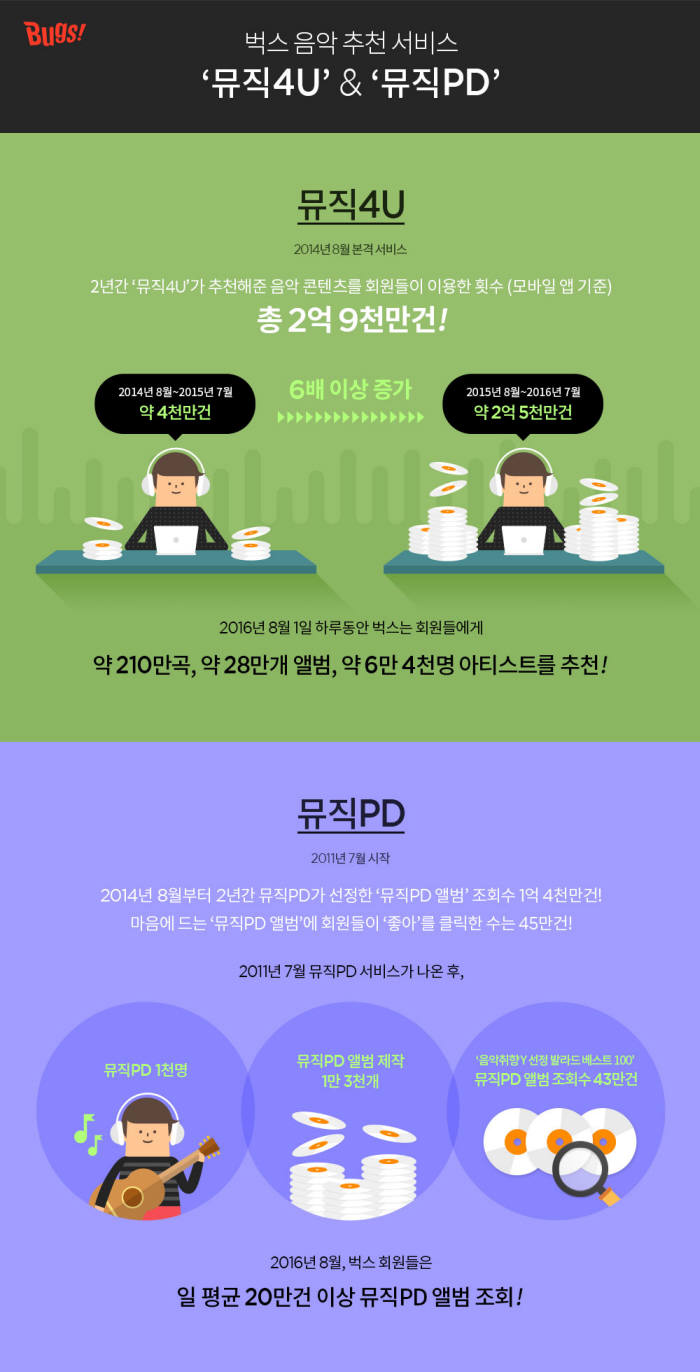 Bugs!
벅스 음악 추천 서비스
‘뮤직4U’ & ‘뮤직PD’
뮤직4U
2014년 8월 본격 서비스
2년간 ‘뮤직4U’가 추천해준 음악 콘텐츠를 회원들이 이용한 횟수 (모바일 앱 기준)
총 2억 9천만건!
2014년 8월~2015년 7월
약 4천만건
6배 이상 증가
2015년 8월~2016년 7월
약 2억 5천만건
2016년 8월 1일 하루동안 벅스는 회원들에게
약 210만곡, 약 28만개 앨범, 약 6만 4천명 아티스트를 추천!
뮤직PD
2011년 7월 시작
2014년 8월부터 2년간 뮤직PD가 선정한 ‘뮤직PD 앨범’ 조회수 1억 4천만건!
마음에 드는 ‘뮤직PD 앨범’에 회원들이 ‘좋아’를 클릭한 수는 45만건!
2011년 7월 뮤직PD 서비스가 나온 후,
뮤직PD 1천명
뮤직PD 앨범 제작
1만 3천개
‘음악취향Y 선정 발라드 베스트 100’
뮤직PD 앨범 조회수 43만건
2016년 8월, 벅스 회원들은
일 평균 20만건 이상 뮤직PD 앨범 조회!